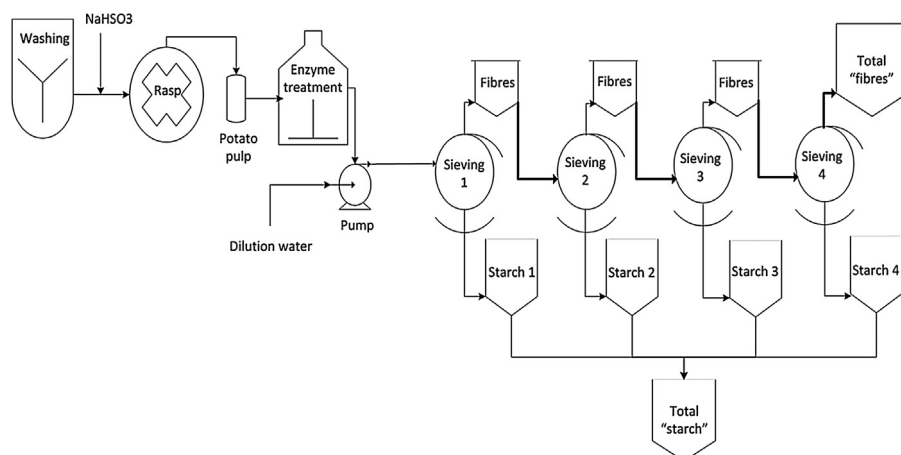 NaHSO3
Washing
Rasp
Potato
pulp
Enzyme
treatment
Pump
Dilution water
Fibres
Fibres
Fibres
Total
“fibres”
Sieving
1
Sieving
2
Sieving
3
Sieving
4
Starch 1
Starch 2
Starch 3
Starch 4
Total
“starch”